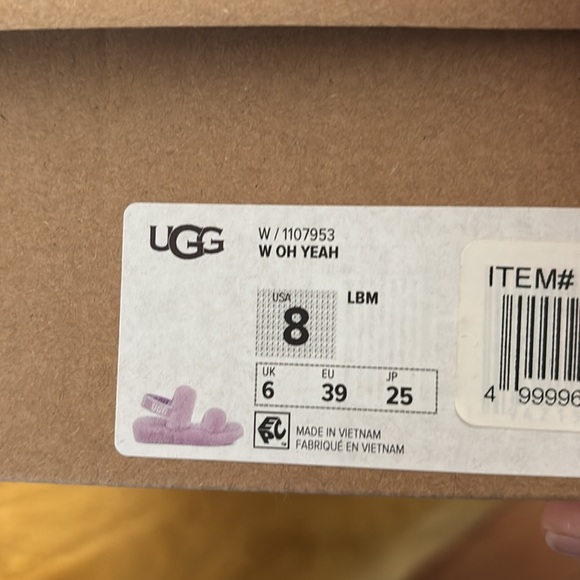 UGG
W / 1107953
W OH YEAH
USA
8
LBM
UK
6
EU
39
JP
25
MADE IN VIETNAM
FABRIQUÉ EN VIETNAM
ITEM#
4 99996
UGG